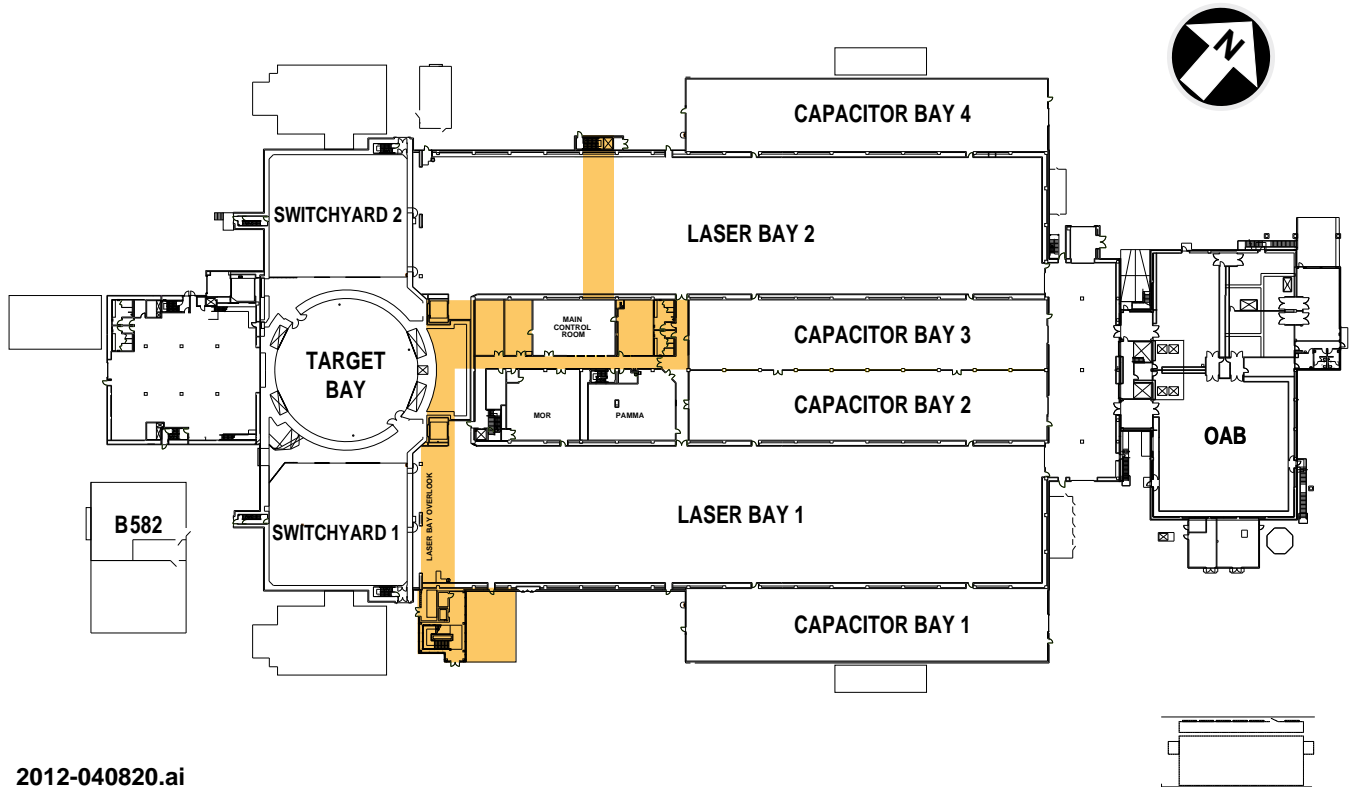 N
CAPACITOR BAY 4
SWITCHYARD 2
LASER BAY 2
MAIN
CONTROL
ROOM
CAPACITOR BAY 3
TARGET
BAY
CAPACITOR BAY 2
MOR
PAMMA
OAB
LASER BAY OVERLOOK
LASER BAY 1
B582
SWITCHYARD 1
CAPACITOR BAY 1
2012-040820.ai